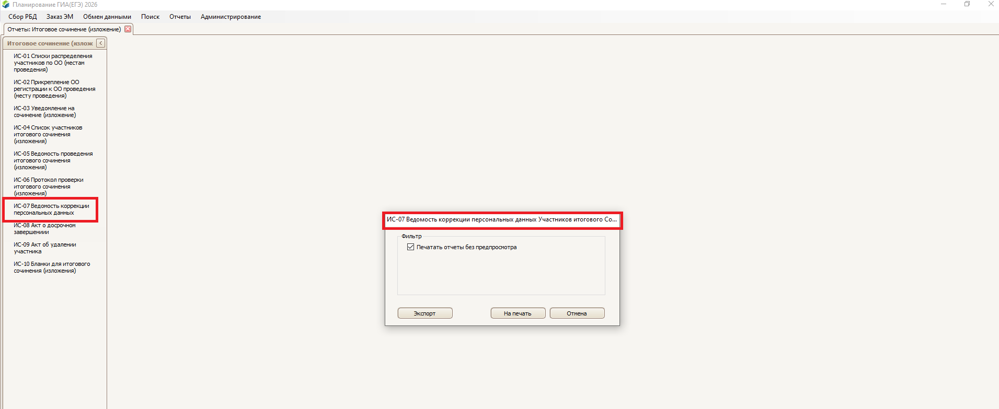 Планирование ГИА(ЕГЭ) 2026
Сбор РБД Заказ ЭМ Обмен данными Поиск Отчеты Администрирование
Отчеты: Итоговое сочинение (изложение)
Итоговое сочинение (излож <
ИС-01 Списки распределения
участников по ОО (местам
проведения)
ИС-02 Прикрепление ОО
регистрации к ОО проведения
(месту проведения)
ИС-03 Уведомление на
сочинение (изложение)
ИС-04 Список участников
итогового сочинения
(изложения)
ИС-05 Ведомость проведения
итогового сочинения
(изложения)
ИС-06 Протокол проверки
итогового сочинения
(изложения)
ИС-07 Ведомость коррекции
персональных данных
ИС-08 Акт о досрочном
завершениии
ИС-09 Акт об удалении
участника
ИС-10 Бланки для итогового
сочинения (изложения)
ИС-07 Ведомость коррекции персональных данных Участников итогового Со...
Фильтр
Печатать отчеты без предпросмотра
Экспорт На печать Отмена